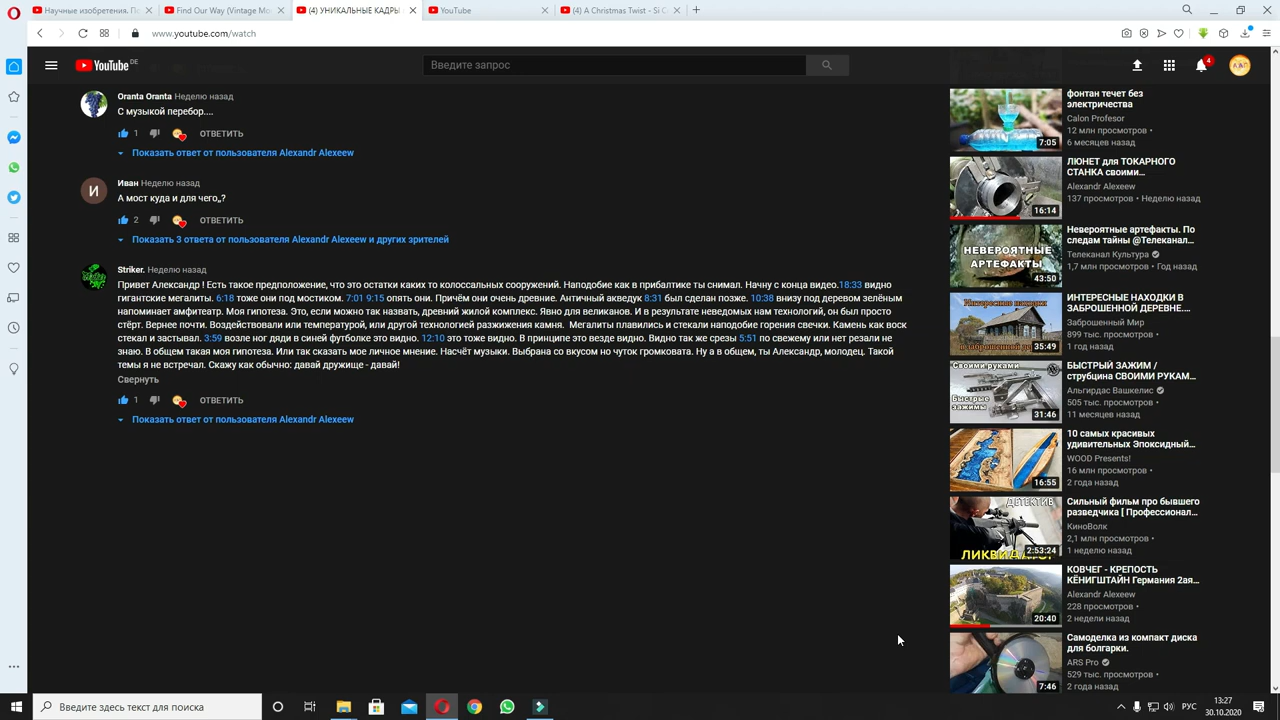 Научные изыскания. По
Find Our Way (Vintage Mo
(4) УНИКАЛЬНЫЕ КАДРЫ
YouTube
(4) A Christmas Twist - Si C
www.youtube.com/watch
YouTube DE
Введите запрос
4
Oranta Oranta Неделю назад
С музыкой перебор....
1 ОТВЕТИТЬ
Показать ответ от пользователя Alexandr Alexeew
И
Иван Неделю назад
А мост куда и для чего,,?
2 ОТВЕТИТЬ
Показать 3 ответа от пользователя Alexandr Alexeew и других зрителей
Striker. Неделю назад
Привет Александр ! Есть такое предположение, что это остатки каких то колоссальных сооружений. Наподобие как в прибалтике ты снимал. Начну с конца видео.18:33 видно
гигантские мегалиты. 6:18 тоже они под мостиком. 7:01 9:15 опять они. Причём они очень древние. Античный акведук 8:31 был сделан позже. 10:38 внизу под деревом зелёным
напоминает амфитеатр. Моя гипотеза. Это, если можно так назвать, древний жилой комплекс. Явно для великанов. И в результате неведомых нам технологий, он был просто
стёрт. Вернее почти. Воздействовали или температурой, или другой технологией разжижения камня. Мегалиты плавились и стекали наподобие горения свечки. Камень как воск
стекал и застывал. 3:59 возле ног дяди в синей футболке это видно. 12:10 это тоже видно. В принципе это везде видно. Видно так же срезы 5:51 по свежему или нет резали не
знаю. В общем такая моя гипотеза. Или так сказать мое личное мнение. Насчёт музыки. Выбрана со вкусом но чуток громковата. Ну а в общем, ты Александр, молодец. Такой
темы я не встречал. Скажу как обычно: давай дружище - давай!
Свернуть
1 ОТВЕТИТЬ
Показать ответ от пользователя Alexandr Alexeew
7:05
фонтан течет без
электричества
Calon Profesor
12 млн просмотров •
6 месяцев назад
16:14
ЛЮНЕТ для ТОКАРНОГО
СТАНКА своими…
Alexandr Alexeew
137 просмотров • Неделю назад
НЕВЕРОЯТНЫЕ
АРТЕФАКТЫ
43:50
Невероятные артефакты. По
следам тайны @Телеканал…
Телеканал Культура
1,7 млн просмотров • Год назад
Интересные находки
в заброшенной деревне
35:49
ИНТЕРЕСНЫЕ НАХОДКИ В
ЗАБРОШЕННОЙ ДЕРЕВНЕ.…
Заброшенный Мир
899 тыс. просмотров •
1 год назад
Своими руками
Быстрые
зажимы
31:46
БЫСТРЫЙ ЗАЖИМ /
струбцина СВОИМИ РУКАМ…
Альгирдас Вашкелис
505 тыс. просмотров •
11 месяцев назад
16:55
10 самых красивых
удивительных Эпоксидный…
WOOD Presents!
16 млн просмотров •
2 года назад
ДЕТЕКТИВ
2:53:24
Сильный фильм про бывшего
разведчика [ Профессионал…
КиноВолк
2,1 млн просмотров •
1 неделю назад
20:40
КОВЧЕГ - КРЕПОСТЬ
КЁНИГШТАЙН Германия 2ая…
Alexandr Alexeew
228 просмотров •
2 недели назад
7:46
Самоделка из компакт диска
для болгарки.
ARS Pro
529 тыс. просмотров •
2 года назад
Введите здесь текст для поиска
РУС
13:27
30.10.2020